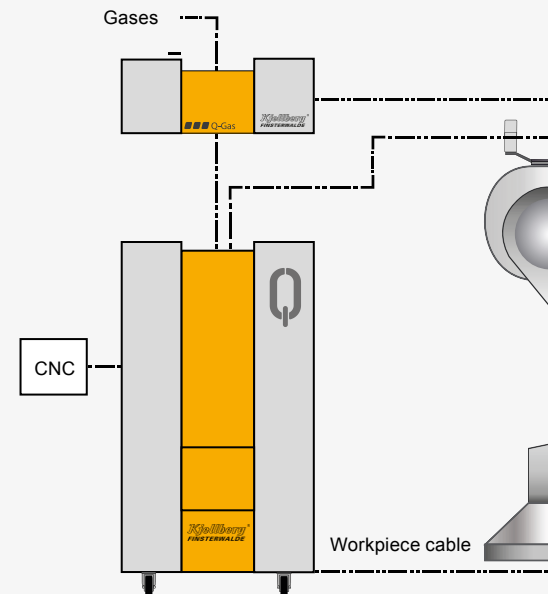 Gases
Q-Gas
Kjellberg®
FINSTERWALDE
Q
CNC
Kjellberg®
FINSTERWALDE
Workpiece cable